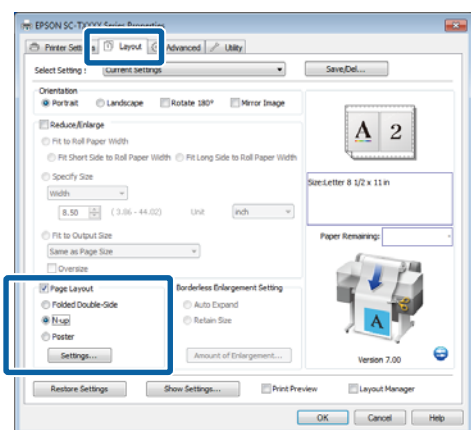 EPSON SC-TXXXX Series Properties
Printer Sett s Layout Advanced Utility
Select Setting : Current Settings Save/Del...
Orientation
Portrait Landscape Rotate 180° Mirror Image
Reduce/Enlarge
Fit to Roll Paper Width
Fit Short Side to Roll Paper Width Fit Long Side to Roll Paper Width
Specify Size
Width
8.50 ( 3.86 - 44.02) Unit inch
Fit to Output Size
Same as Page Size
Oversize
A 2
Size:Letter 8 1/2 x 11 in
Paper Remaining:
Page Layout
Folded Double-Side
N-up
Poster
Settings...
Borderless Enlargement Setting
Auto Expand
Retain Size
Amount of Enlargement...
A
Version 7.00
Restore Settings Show Settings... Print Preview Layout Manager
OK Cancel Help